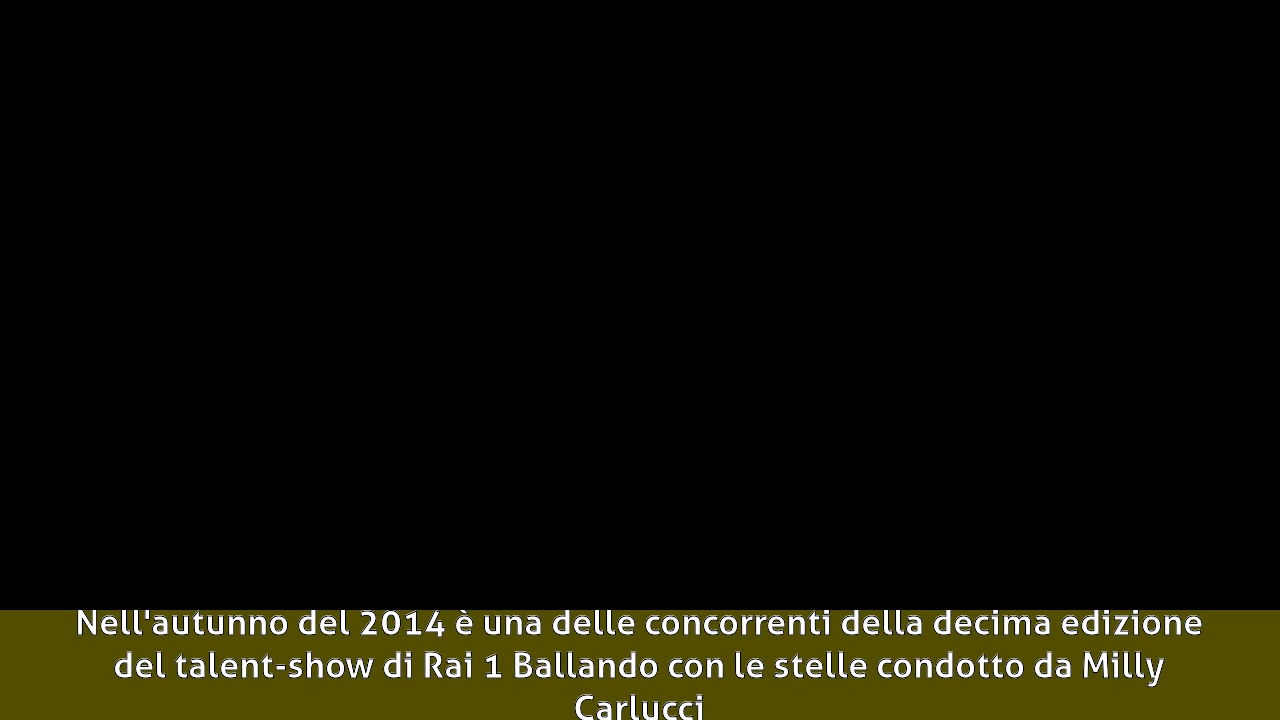 Nell'autunno del 2014 è una delle concorrenti della decima edizione
del talent-show di Rai 1 Ballando con le stelle condotto da Milly
Carlucci